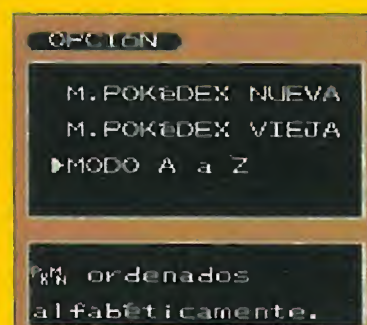 OPCIóN
M.POKéDEX NUEVA
M.POKéDEX VIEJA
▶MODO A a Z
PKMN ordenados
alfabéticamente.